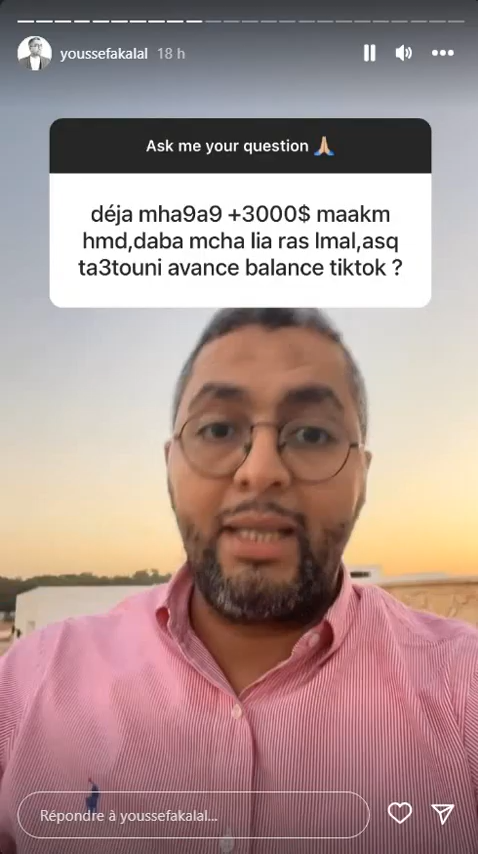 youssefakalal 18 h
Ask me your question 🙏🏼
déja mha9a9 +3000$ maakm
hmd,daba mcha lia ras lmal,asq
ta3touni avance balance tiktok ?
Répondre à youssefakalal...